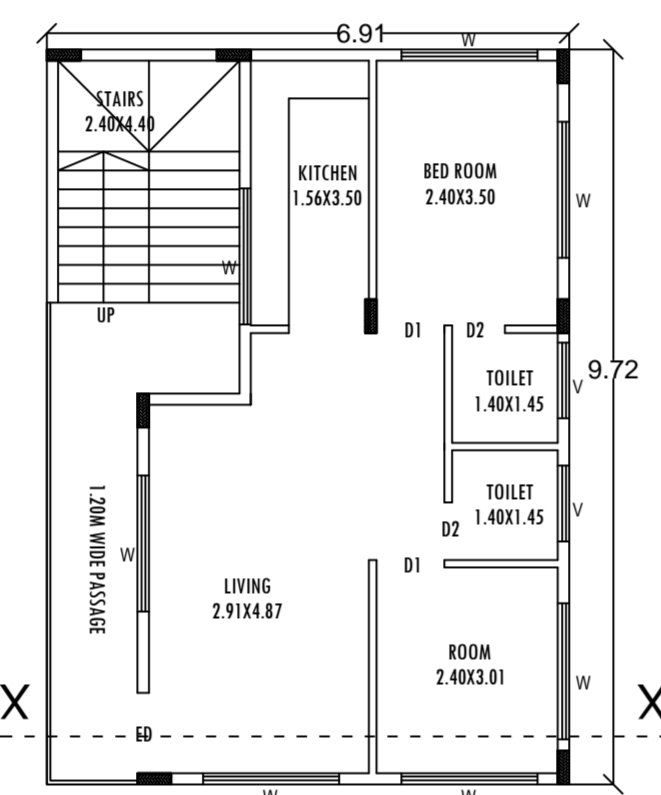 6.91
W
STAIRS
2.40X4.40
KITCHEN
1.56X3.50
BED ROOM
2.40X3.50
W
W
UP
D1
D2
9.72
TOILET
1.40X1.45
V
TOILET
1.40X1.45
V
D2
1.20M WIDE PASSAGE
W
D1
LIVING
2.91X4.87
ROOM
2.40X3.01
W
X
X
ED
W
W